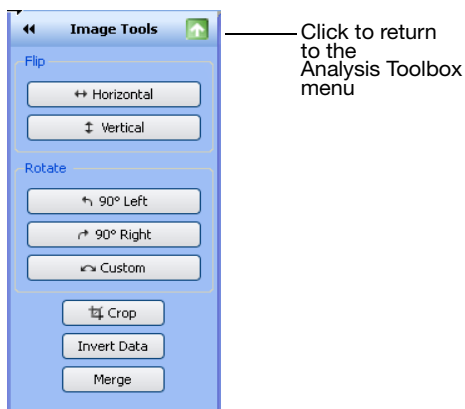 Image Tools
Click to return
to the
Analysis Toolbox
menu
Flip
Horizontal
Vertical
Rotate
90° Left
90° Right
Custom
Crop
Invert Data
Merge